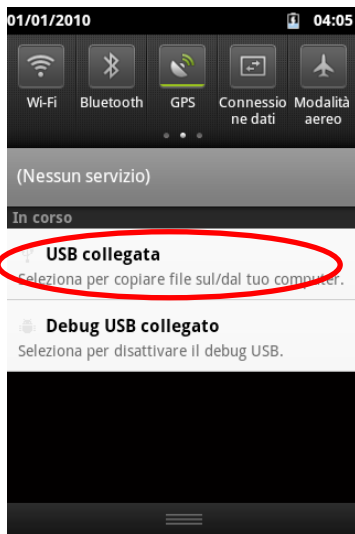 01/01/2010 04:05
Wi-Fi Bluetooth GPS Connessio Modalità
ne dati aereo
(Nessun servizio)
In corso
USB collegata
Seleziona per copiare file sul/dal tuo computer.
Debug USB collegato
Seleziona per disattivare il debug USB.